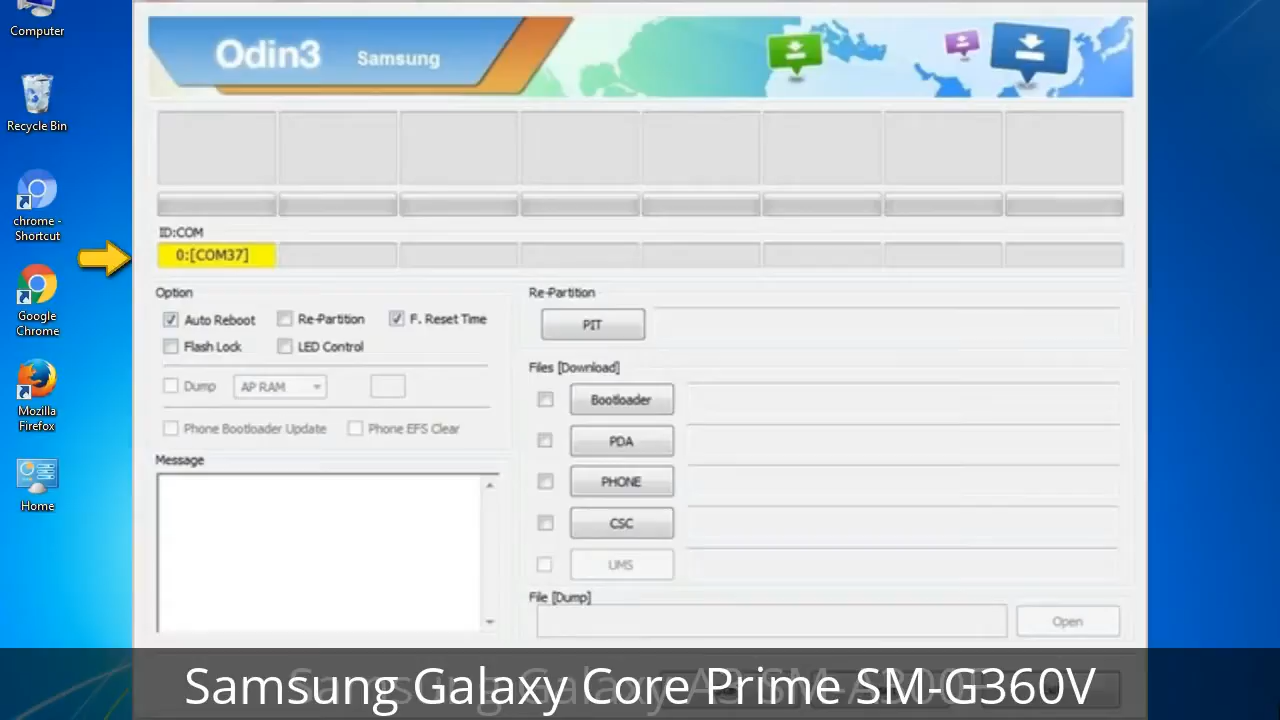 Computer
Recycle Bin
chrome -
Shortcut
Google
Chrome
Mozilla
Firefox
Home
Odin3
Samsung
ID:COM
0:[COM37]
Option
Auto Reboot
Re-Partition
F. Reset Time
Flash Lock
LED Control
Dump
AP RAM
Phone Bootloader Update
Phone EFS Clear
Message
Re-Partition
PIT
Files [Download]
Bootloader
PDA
PHONE
CSC
UMS
File [Dump]
Open
Samsung Galaxy Core Prime SM-G360V